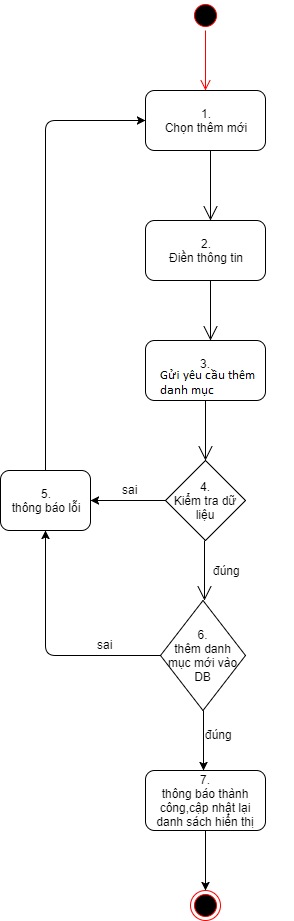 1.
Chọn thêm mới
2.
Điền thông tin
3.
Gửi yêu cầu thêm
danh mục
4.
Kiểm tra dữ
liệu
sai
5.
thông báo lỗi
đúng
6.
thêm danh
mục mới vào
DB
sai
đúng
7.
thông báo thành
công,cập nhật lại
danh sách hiển thị